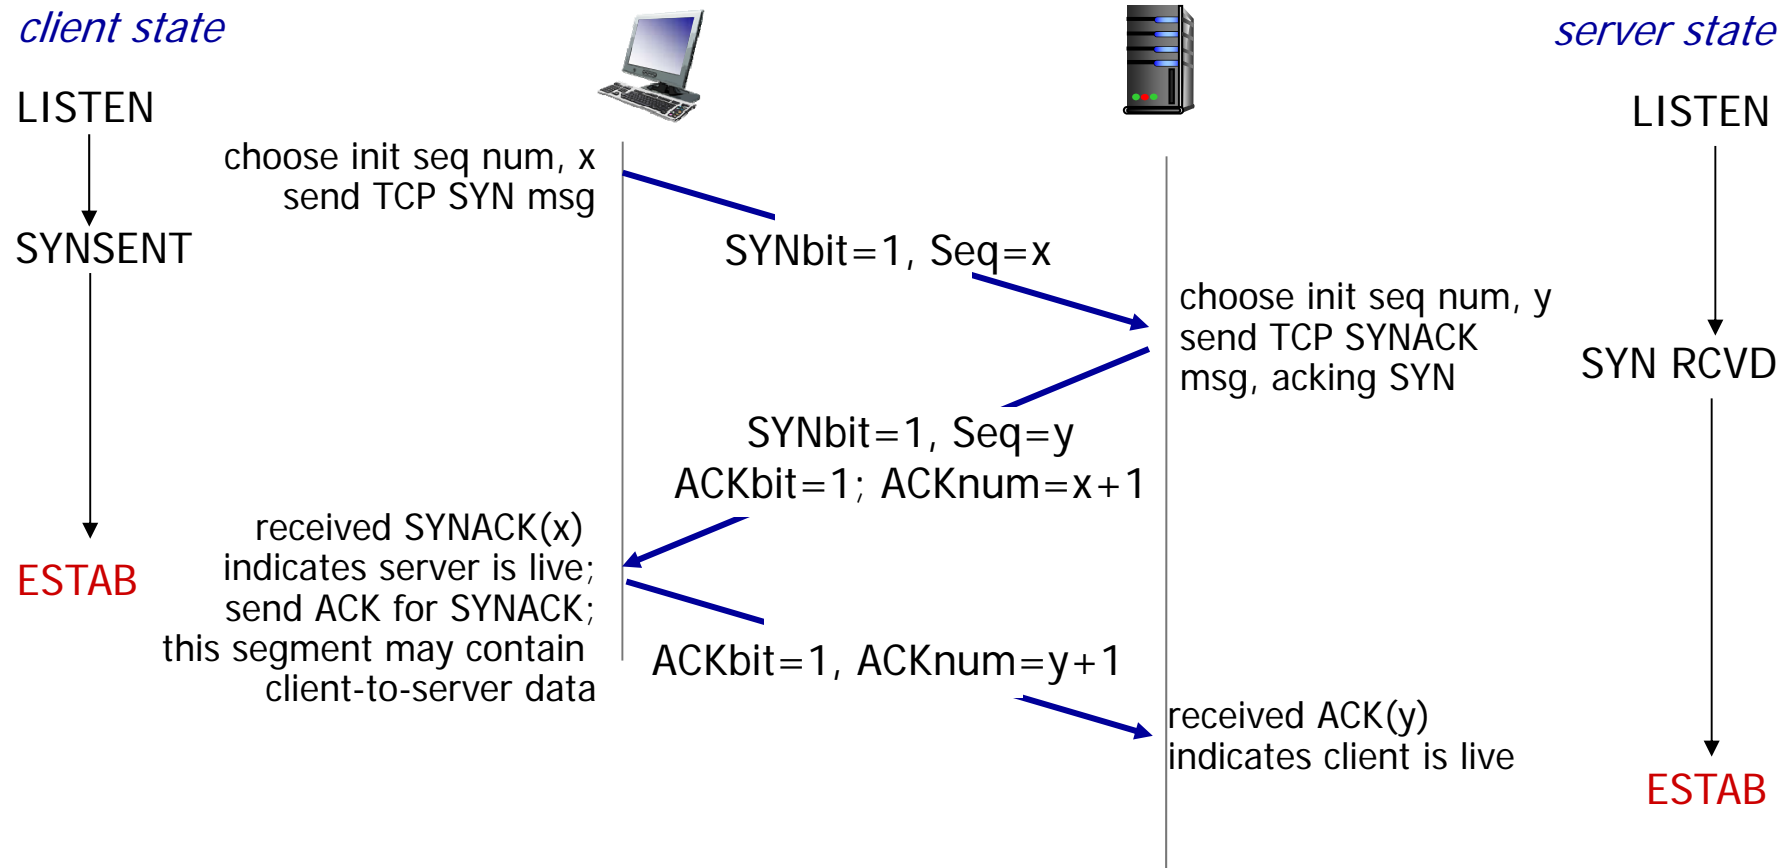 client state
server state
LISTEN
LISTEN
choose init seq num, x
send TCP SYN msg
SYNSENT
SYNbit=1, Seq=x
choose init seq num, y
send TCP SYNACK
msg, acking SYN
SYN RCVD
SYNbit=1, Seq=y
ACKbit=1; ACKnum=x+1
received SYNACK(x)
indicates server is live;
send ACK for SYNACK;
this segment may contain
client-to-server data
ESTAB
ACKbit=1, ACKnum=y+1
received ACK(y)
indicates client is live
ESTAB